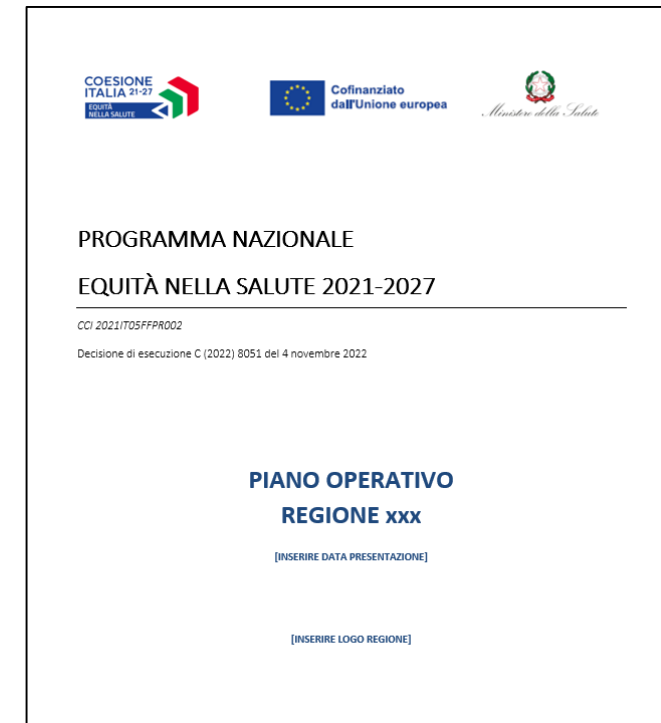 COESIONE
ITALIA 21-27
EQUITÀ
NELLA SALUTE
Cofinanziato
dall'Unione europea
Ministero della Salute
PROGRAMMA NAZIONALE
EQUITÀ NELLA SALUTE 2021-2027
CCI 2021IT05FFPR002
Decisione di esecuzione C (2022) 8051 del 4 novembre 2022
PIANO OPERATIVO
REGIONE xxx
[INSERIRE DATA PRESENTAZIONE]
[INSERIRE LOGO REGIONE]